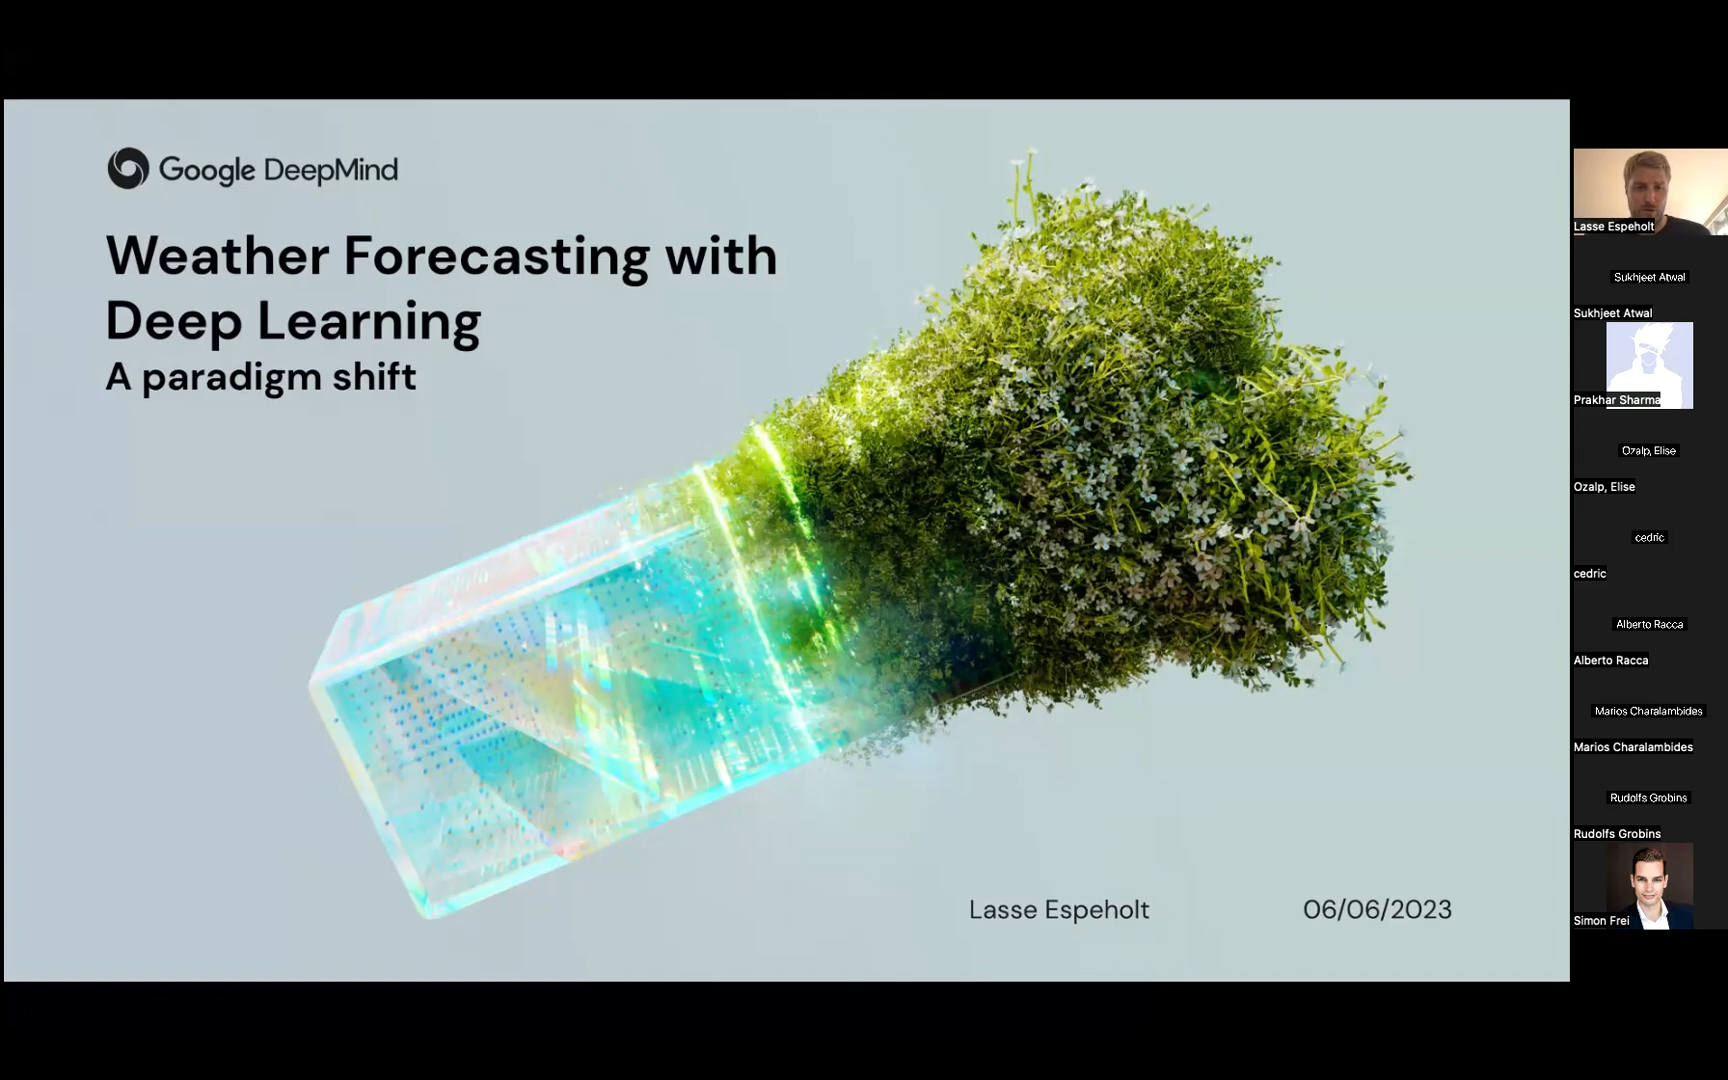 Google DeepMind
Weather Forecasting with
Deep Learning
A paradigm shift
Lasse Espeholt
06/06/2023
Lasse Espeholt
Sukhjeet Atwal
Sukhjeet Atwal
Prakhar Sharma
Ozalp, Elise
Ozalp, Elise
cedric
cedric
Alberto Racca
Alberto Racca
Marios Charalambides
Marios Charalambides
Rudolfs Grobins
Rudolfs Grobins
Simon Frei